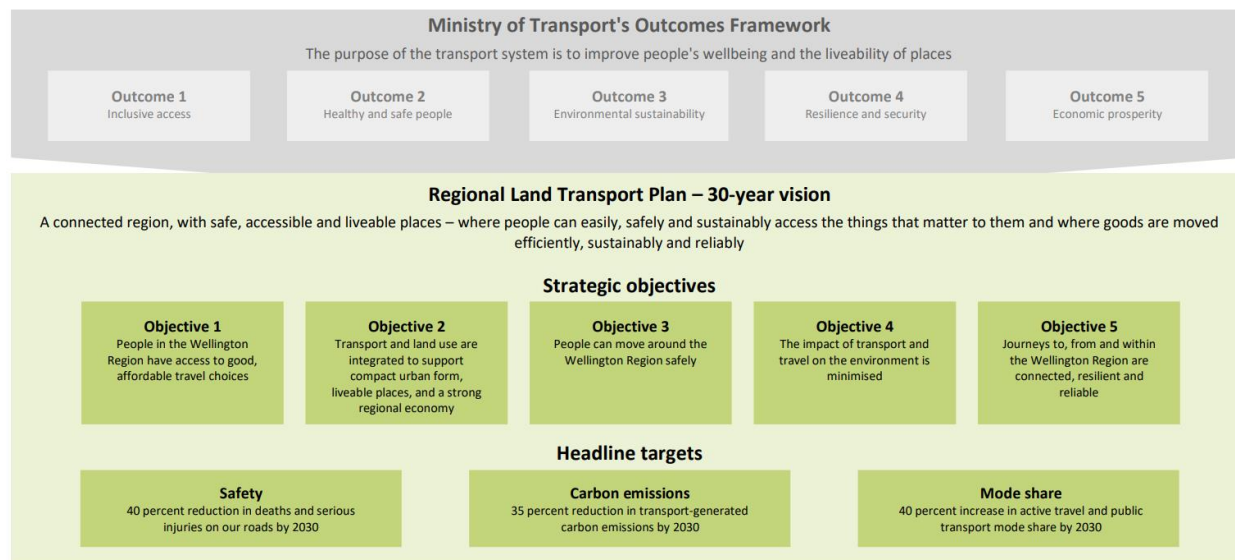 Ministry of Transport's Outcomes Framework
The purpose of the transport system is to improve people's wellbeing and the liveability of places
Outcome 1
Inclusive access
Outcome 2
Healthy and safe people
Outcome 3
Environmental sustainability
Outcome 4
Resilience and security
Outcome 5
Economic prosperity
Regional Land Transport Plan – 30-year vision
A connected region, with safe, accessible and liveable places – where people can easily, safely and sustainably access the things that matter to them and where goods are moved
efficiently, sustainably and reliably
Strategic objectives
Objective 1
People in the Wellington
Region have access to good,
affordable travel choices
Objective 2
Transport and land use are
integrated to support
compact urban form,
liveable places, and a strong
regional economy
Objective 3
People can move around the
Wellington Region safely
Objective 4
The impact of transport and
travel on the environment is
minimised
Objective 5
Journeys to, from and within
the Wellington Region are
connected, resilient and
reliable
Headline targets
Safety
40 percent reduction in deaths and serious
injuries on our roads by 2030
Carbon emissions
35 percent reduction in transport-generated
carbon emissions by 2030
Mode share
40 percent increase in active travel and public
transport mode share by 2030